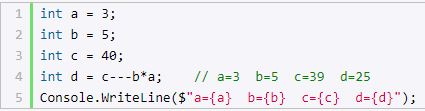 1 int a = 3;
2 int b = 5;
3 int c = 40;
4 int d = c---b*a;    // a=3  b=5  c=39  d=25
5 Console.WriteLine($"a={a}  b={b}  c={c}  d={d}");